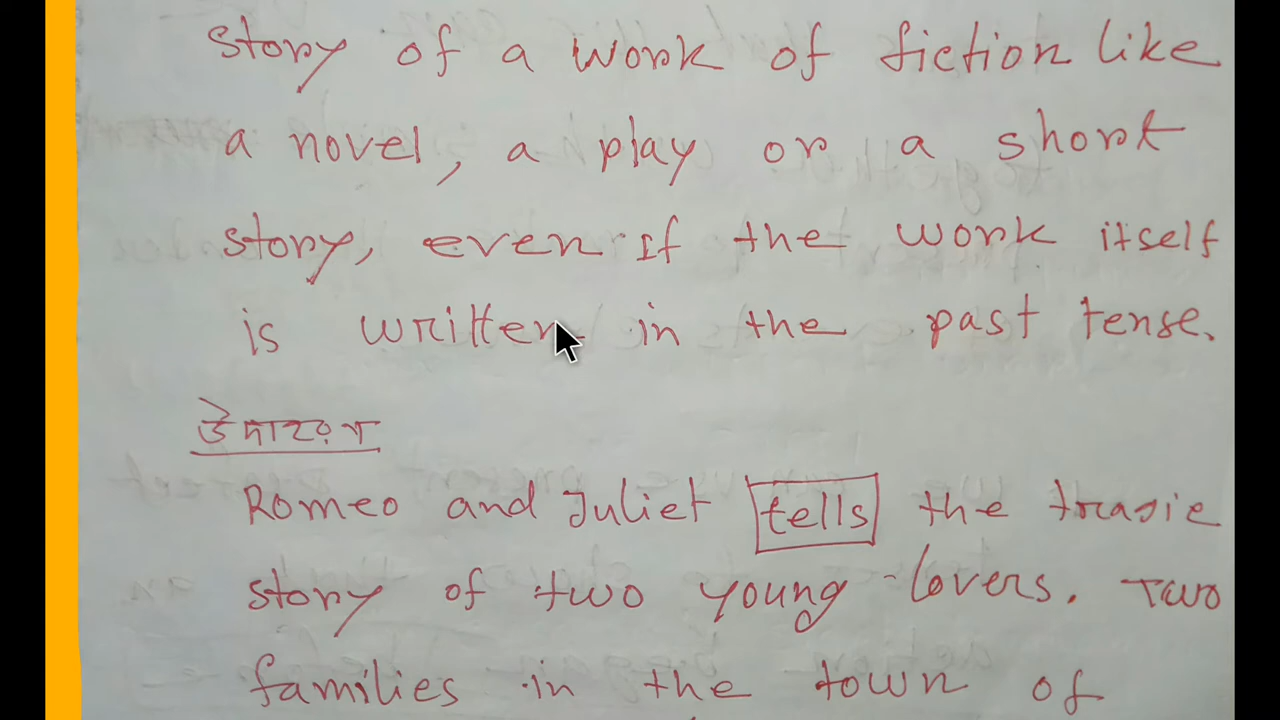 story of a work of fiction like
a novel, a play or a short
story, even if the work itself
is written in the past tense.
উদাহরণ
Romeo and Juliet tells the tragic
story of two young lovers. Two
families in the town of